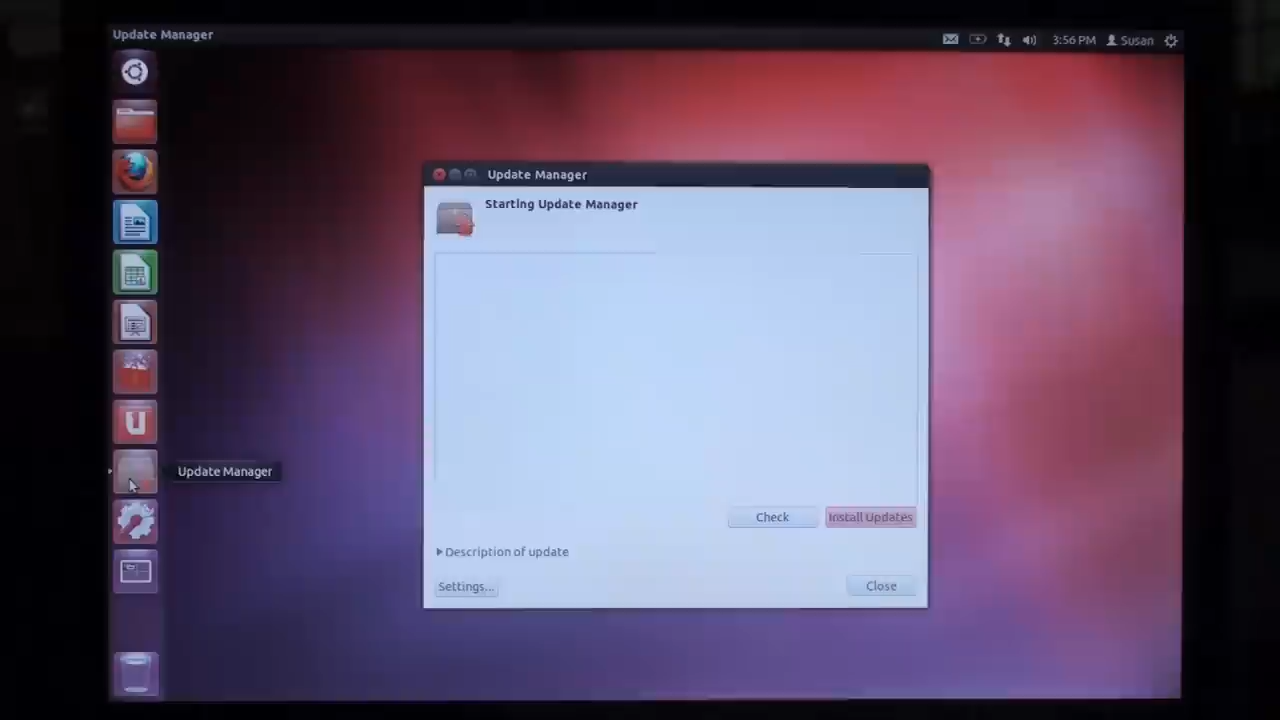 Update Manager
3:56 PM Susan
Update Manager
Starting Update Manager
U
Update Manager
Check Install Updates
Description of update
Settings... Close